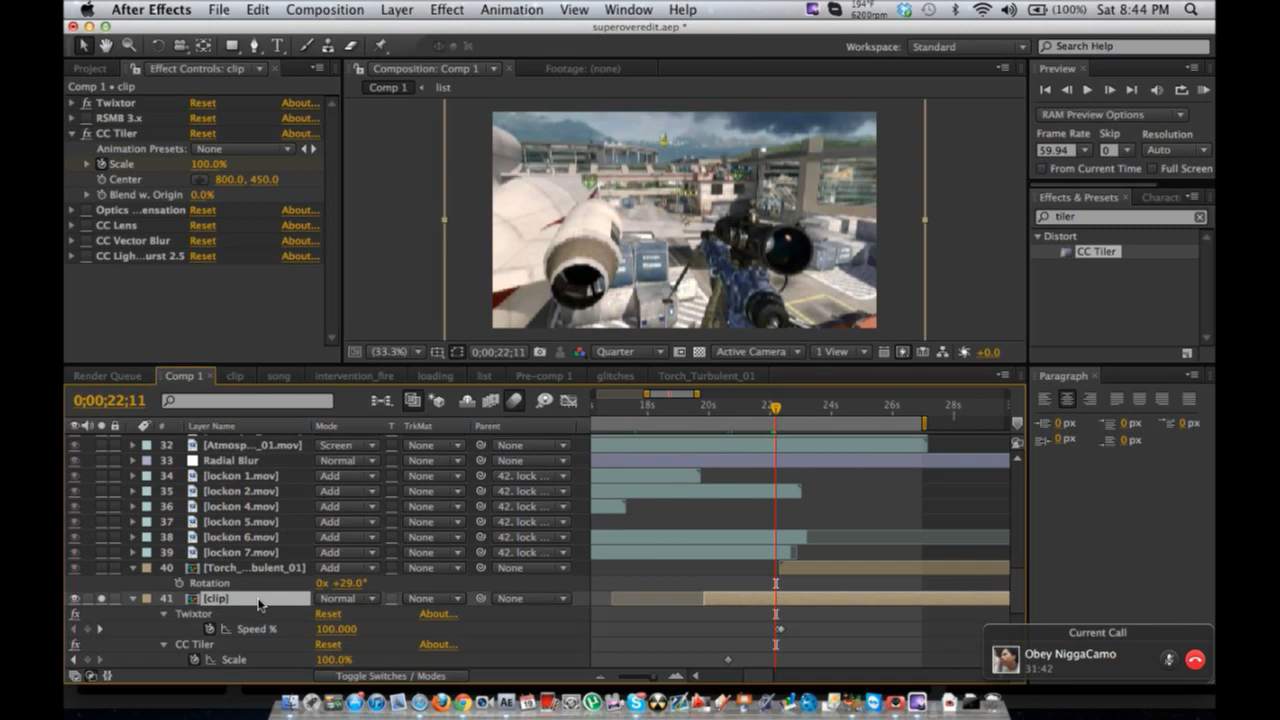 After Effects File Edit Composition Layer Effect Animation View Window Help 194°F 6200rpm (100%) Sat 8:44 PM
superoveredit.aep *
Workspace: Standard Search Help
Project Effect Controls: clip Composition: Comp 1 Footage: (none) Preview
Comp 1 • clip Comp 1 list
Twixtor Reset About...
RSMB 3.x Reset About...
CC Tiler Reset About...
Animation Presets: None
Scale 100.0%
Center 800.0, 450.0
Blend w. Origin 0.0%
Optics ...ensation Reset About...
CC Lens Reset About...
CC Vector Blur Reset About...
CC Ligh...urst 2.5 Reset About...
RAM Preview Options
Frame Rate Skip Resolution
59.94 0 Auto
From Current Time Full Screen
Effects & Presets Charact
tiler
Distort
CC Tiler
(33.3%) 0;00;22;11 Quarter Active Camera 1 View +0.0
Render Queue Comp 1 clip song intervention_fire loading list Pre-comp 1 glitches Torch_Turbulent_01 Paragraph
0;00;22;11 18s 20s 22s 24s 26s 28s
# Layer Name Mode T TrkMat Parent
32 [Atmosp..._01.mov] Screen None None
33 Radial Blur Normal None None
34 [lockon 1.mov] Add None 42. lock ...
35 [lockon 2.mov] Add None 42. lock ...
36 [lockon 4.mov] Add None 42. lock ...
37 [lockon 5.mov] Add None 42. lock ...
38 [lockon 6.mov] Add None 42. lock ...
39 [lockon 7.mov] Add None 42. lock ...
40 [Torch_...bulent_01] Add None None
Rotation 0x +29.0°
41 [clip] Normal None None
Twixtor Reset About...
Speed % 100.000
CC Tiler Reset About...
Scale 100.0%
Toggle Switches / Modes
0 px 0 px 0 px
0 px 0 px
Current Call
Obey NiggaCamo
31:42